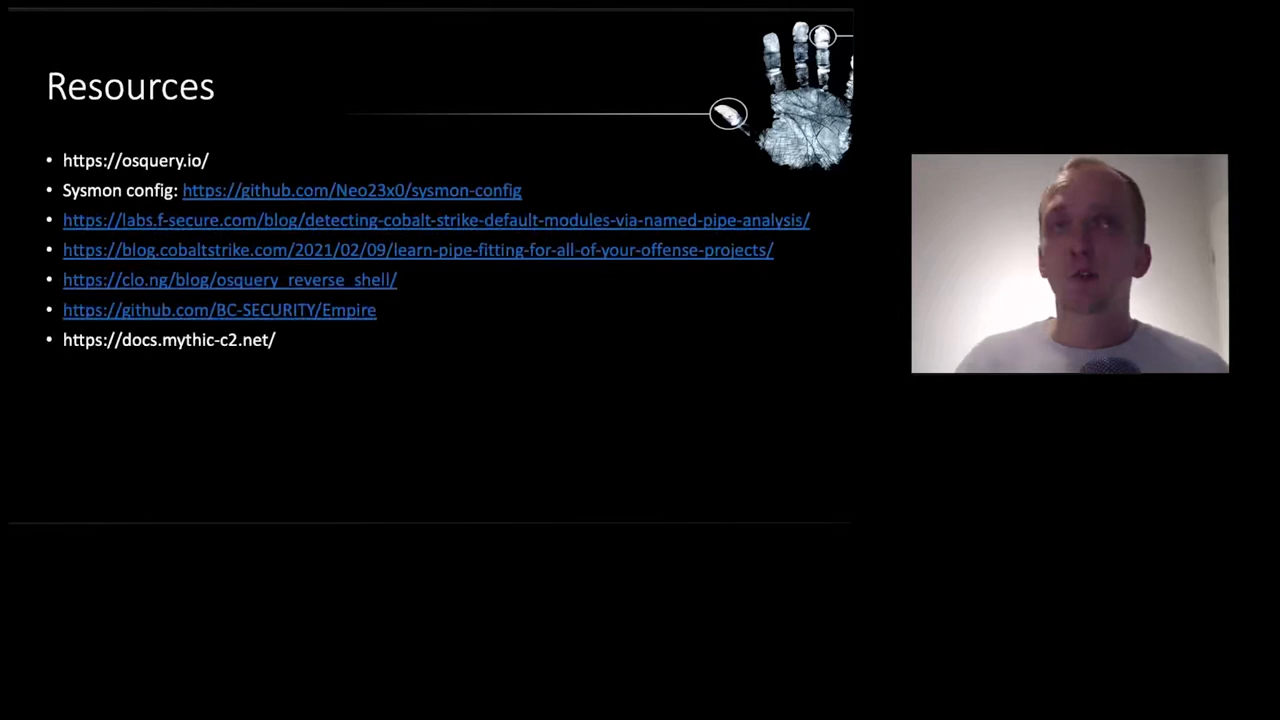 Resources
• https://osquery.io/
• Sysmon config: https://github.com/Neo23x0/sysmon-config
• https://labs.f-secure.com/blog/detecting-cobalt-strike-default-modules-via-named-pipe-analysis/
• https://blog.cobaltstrike.com/2021/02/09/learn-pipe-fitting-for-all-of-your-offense-projects/
• https://clo.ng/blog/osquery_reverse_shell/
• https://github.com/BC-SECURITY/Empire
• https://docs.mythic-c2.net/